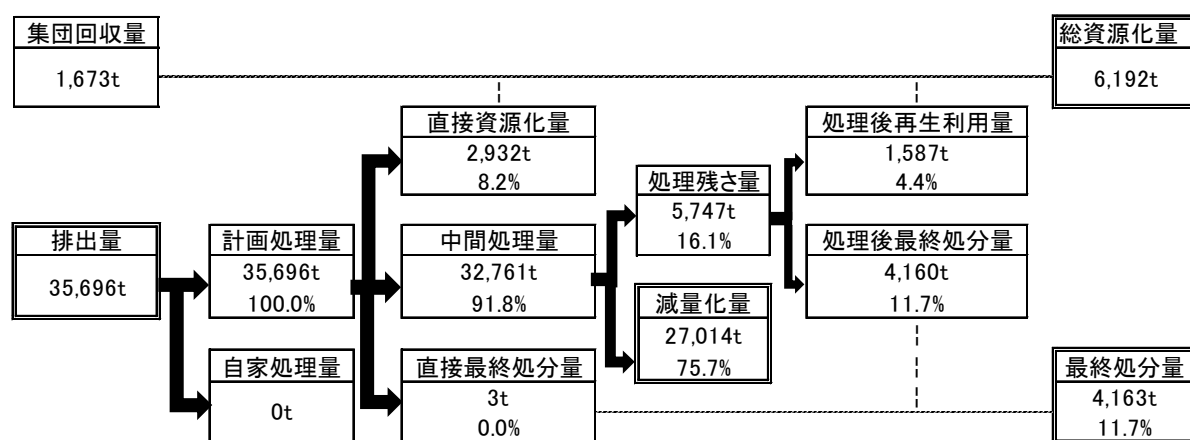 集団回収量
1,673t
総資源化量
6,192t
直接資源化量
2,932t
8.2%
処理後再生利用量
1,587t
4.4%
処理残さ量
5,747t
16.1%
排出量
35,696t
計画処理量
35,696t
100.0%
中間処理量
32,761t
91.8%
処理後最終処分量
4,160t
11.7%
減量化量
27,014t
75.7%
自家処理量
0t
直接最終処分量
3t
0.0%
最終処分量
4,163t
11.7%